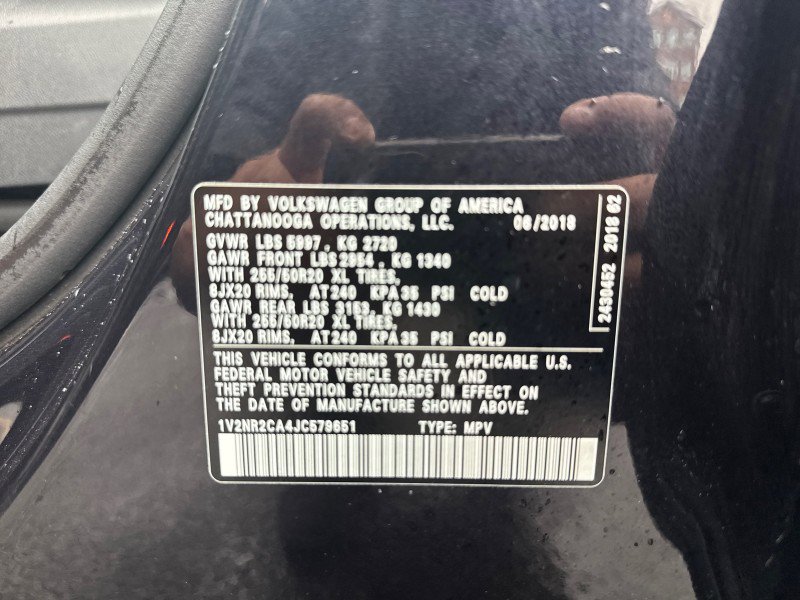 MFD BY VOLKSWAGEN GROUP OF AMERICA
CHATTANOOGA OPERATIONS, LLC. 08/2018
GVWR LBS 5997 , KG 2720
GAWR FRONT LBS 2954 , KG 1340
WITH 255/50R20 XL TIRES,
8JX20 RIMS, AT 240 KPA 35 PSI COLD
GAWR REAR LBS 3153 , KG 1430
WITH 255/50R20 XL TIRES,
8JX20 RIMS, AT 240 KPA 35 PSI COLD
THIS VEHICLE CONFORMS TO ALL APPLICABLE U.S.
FEDERAL MOTOR VEHICLE SAFETY AND
THEFT PREVENTION STANDARDS IN EFFECT ON
THE DATE OF MANUFACTURE SHOWN ABOVE.
1V2NR2CA4JC579651 TYPE: MPV
2430452 2018 G2